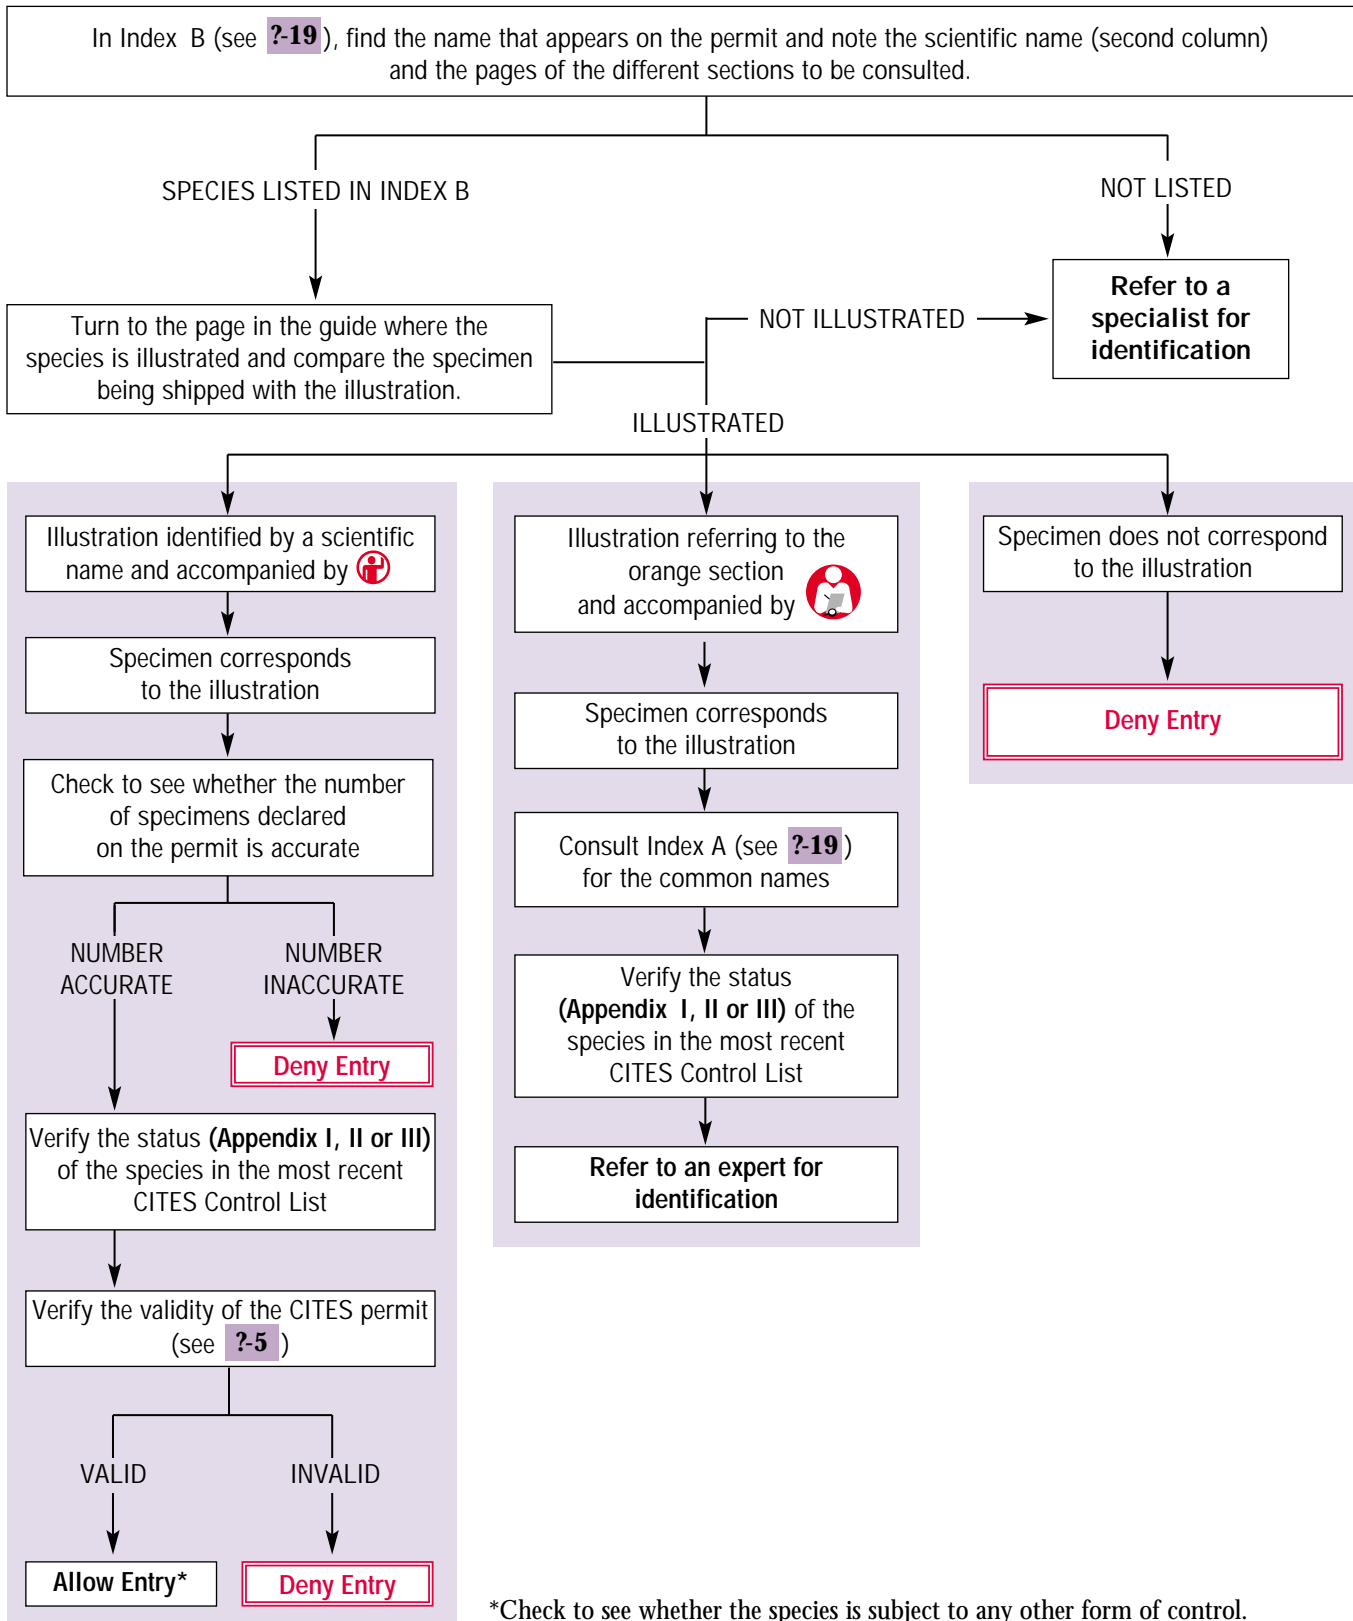 In Index B (see ?-19 ), find the name that appears on the permit and note the scientific name (second column)
and the pages of the different sections to be consulted.
SPECIES LISTED IN INDEX B
NOT LISTED
Turn to the page in the guide where the
species is illustrated and compare the specimen
being shipped with the illustration.
NOT ILLUSTRATED
Refer to a
specialist for
identification
ILLUSTRATED
Illustration identified by a scientific
name and accompanied by
Specimen corresponds
to the illustration
Check to see whether the number
of specimens declared
on the permit is accurate
NUMBER
ACCURATE
NUMBER
INACCURATE
Deny Entry
Verify the status (Appendix I, II or III)
of the species in the most recent
CITES Control List
Verify the validity of the CITES permit
(see ?-5 )
VALID
INVALID
Allow Entry*
Deny Entry
Illustration referring to the
orange section
and accompanied by
Specimen corresponds
to the illustration
Consult Index A (see ?-19 )
for the common names
Verify the status
(Appendix I, II or III) of the
species in the most recent
CITES Control List
Refer to an expert for
identification
Specimen does not correspond
to the illustration
Deny Entry
*Check to see whether the species is subject to any other form of control.